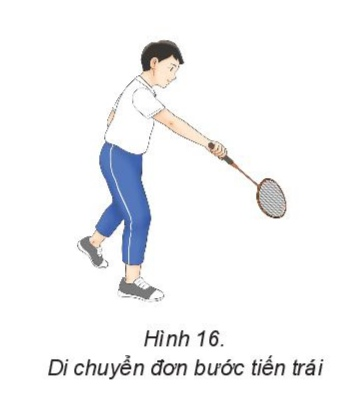 Hình 16.
Di chuyển đơn bước tiến trái